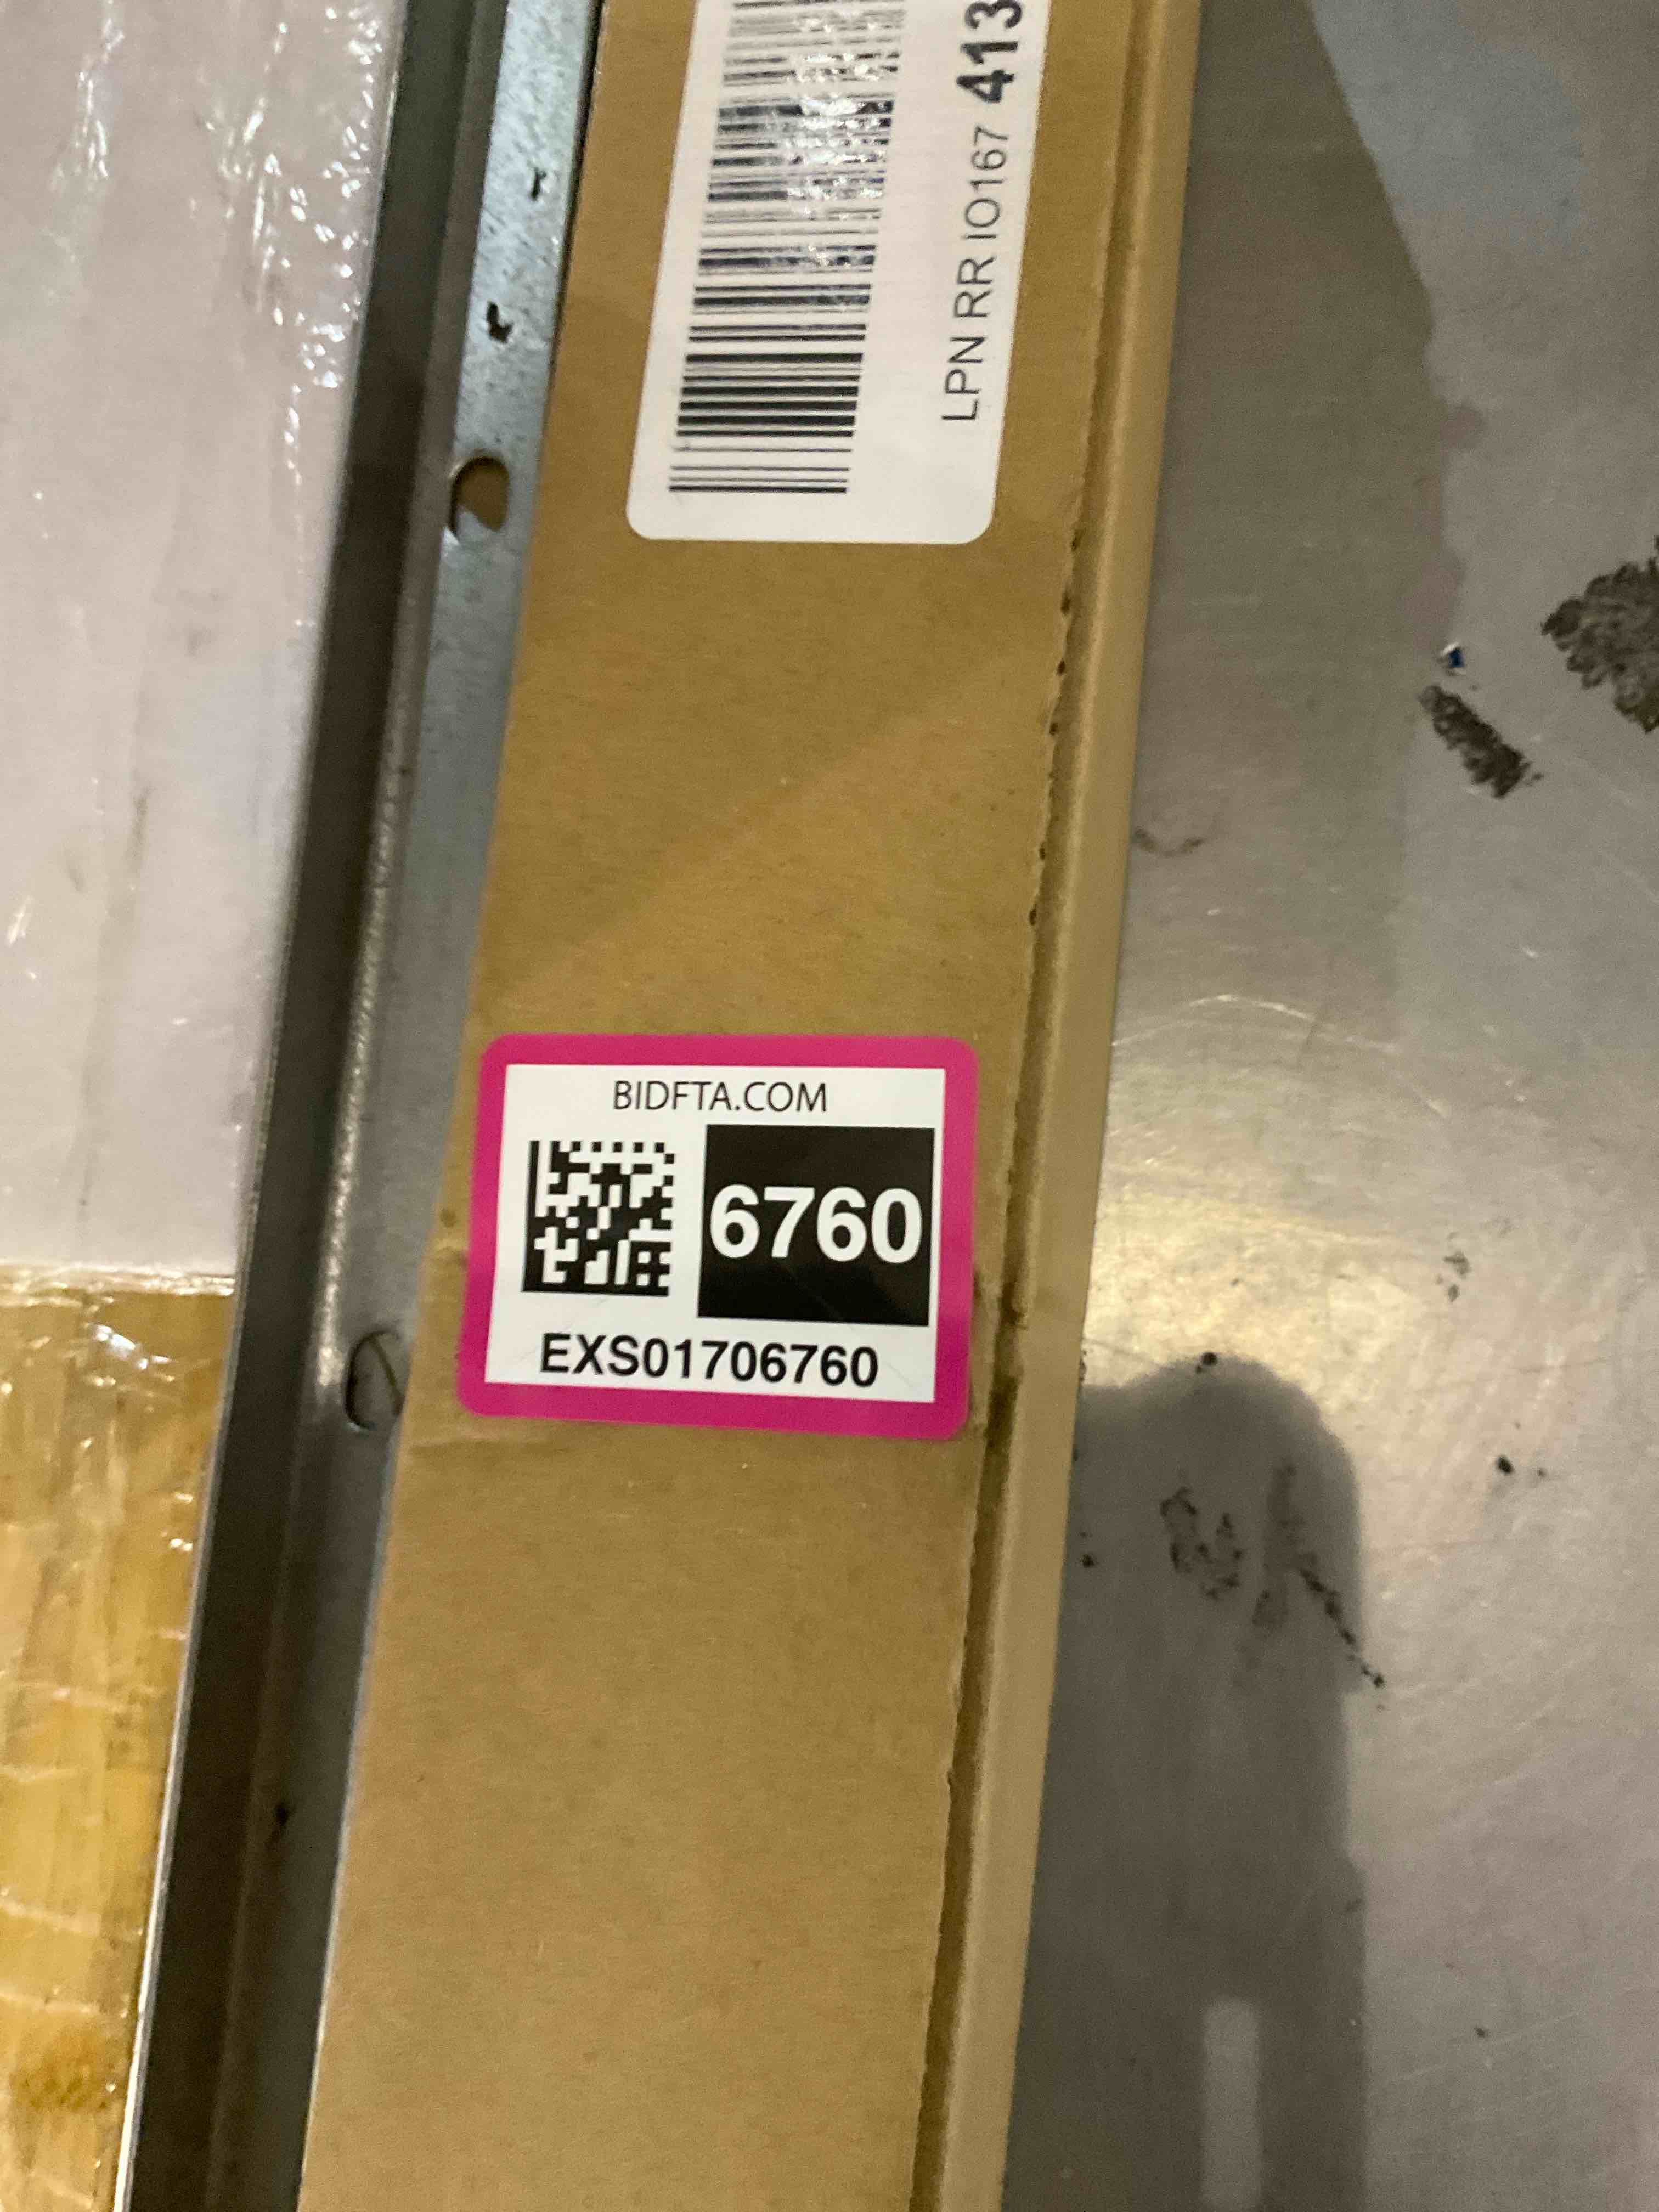 LPN RR IO167 413
BIDFTA.COM
6760
EXS01706760